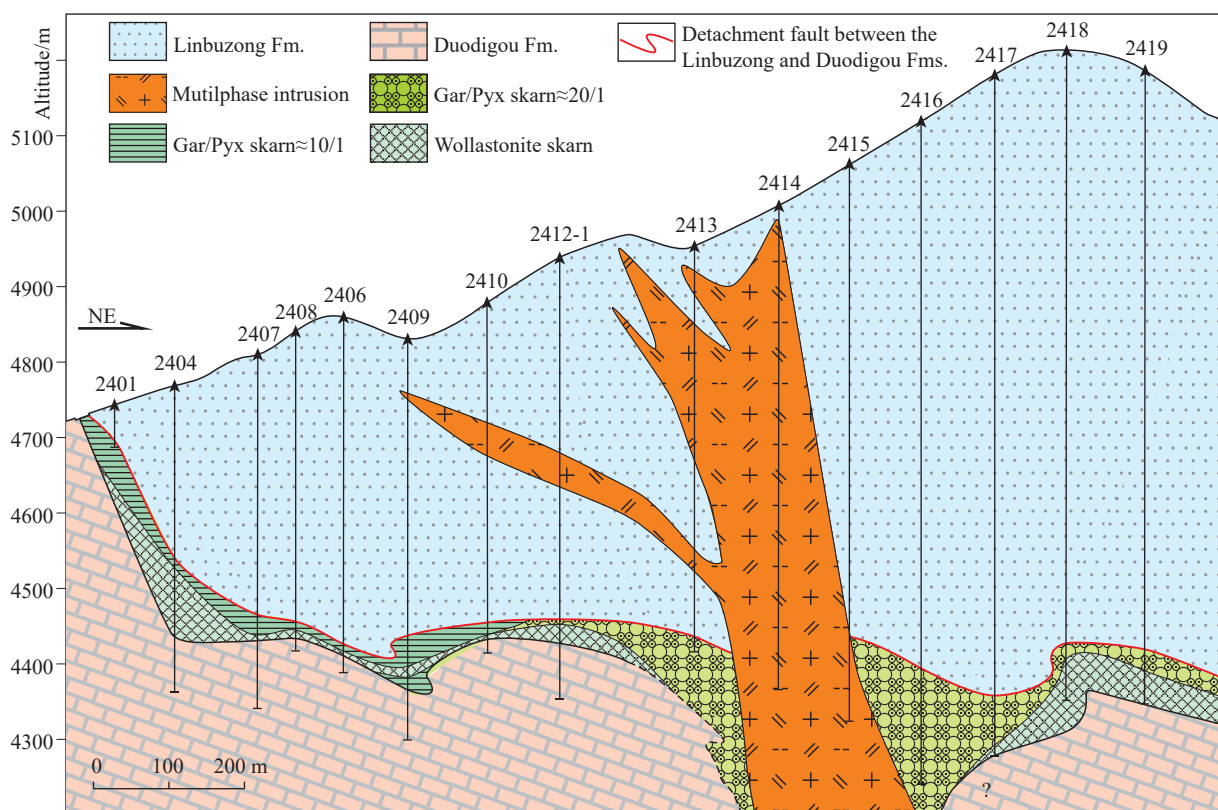 Altitude/m
Linbuzong Fm.
Duodigou Fm.
Detachment fault between the
Linbuzong and Duodigou Fms.
Mutilphase intrusion
Gar/Pyx skarn≈20/1
Gar/Pyx skarn≈10/1
Wollastonite skarn
5100
5000
4900
4800
4700
4600
4500
4400
4300
NE
2401
2404
2407
2408
2406
2409
2410
2412-1
2413
2414
2415
2416
2417
2418
2419
0 100 200 m
?